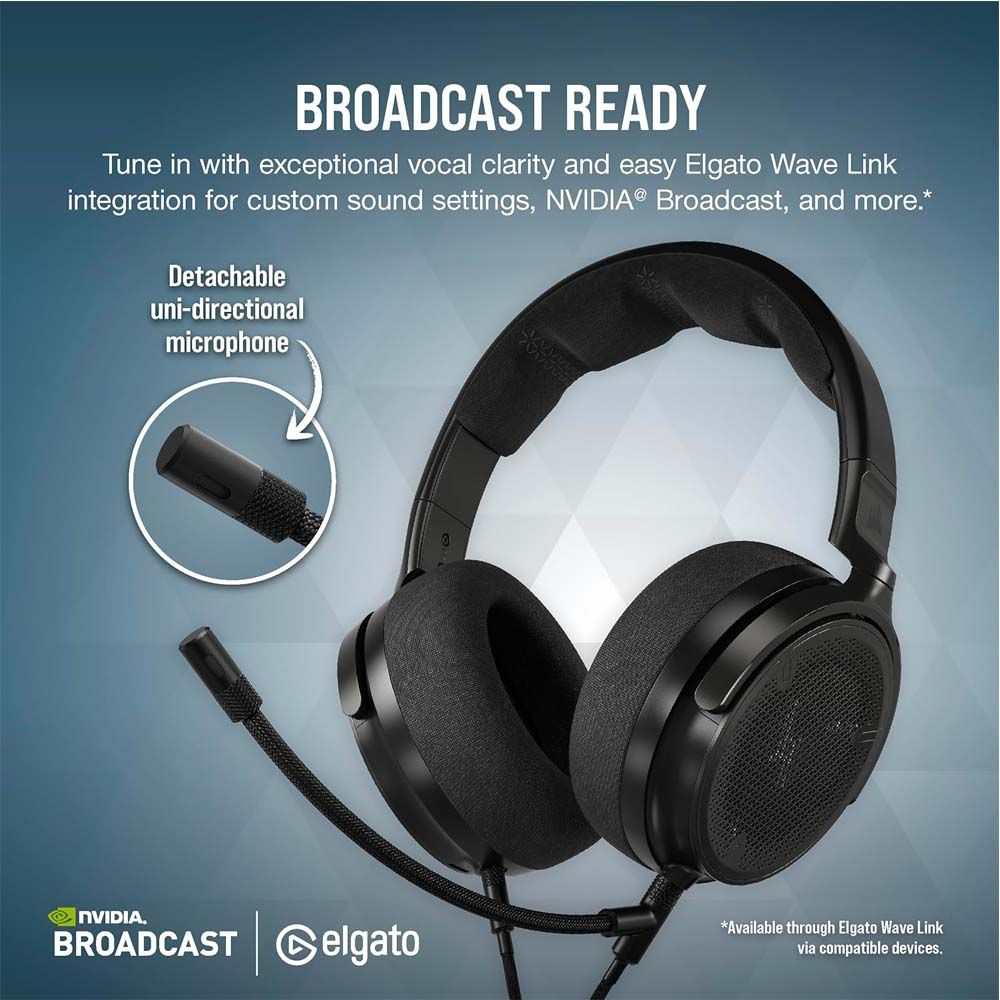 BROADCAST READY
Tune in with exceptional vocal clarity and easy Elgato Wave Link
integration for custom sound settings, NVIDIA@ Broadcast, and more.*
Detachable
uni-directional
microphone
NVIDIA.
BROADCAST
elgato
*Available through Elgato Wave Link
via compatible devices.